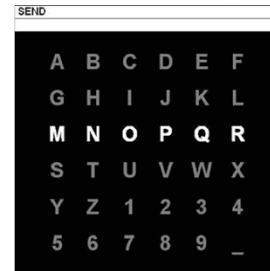 SEND
A B C D E F
G H I J K L
M N O P Q R
S T U V W X
Y Z 1 2 3 4
5 6 7 8 9 _